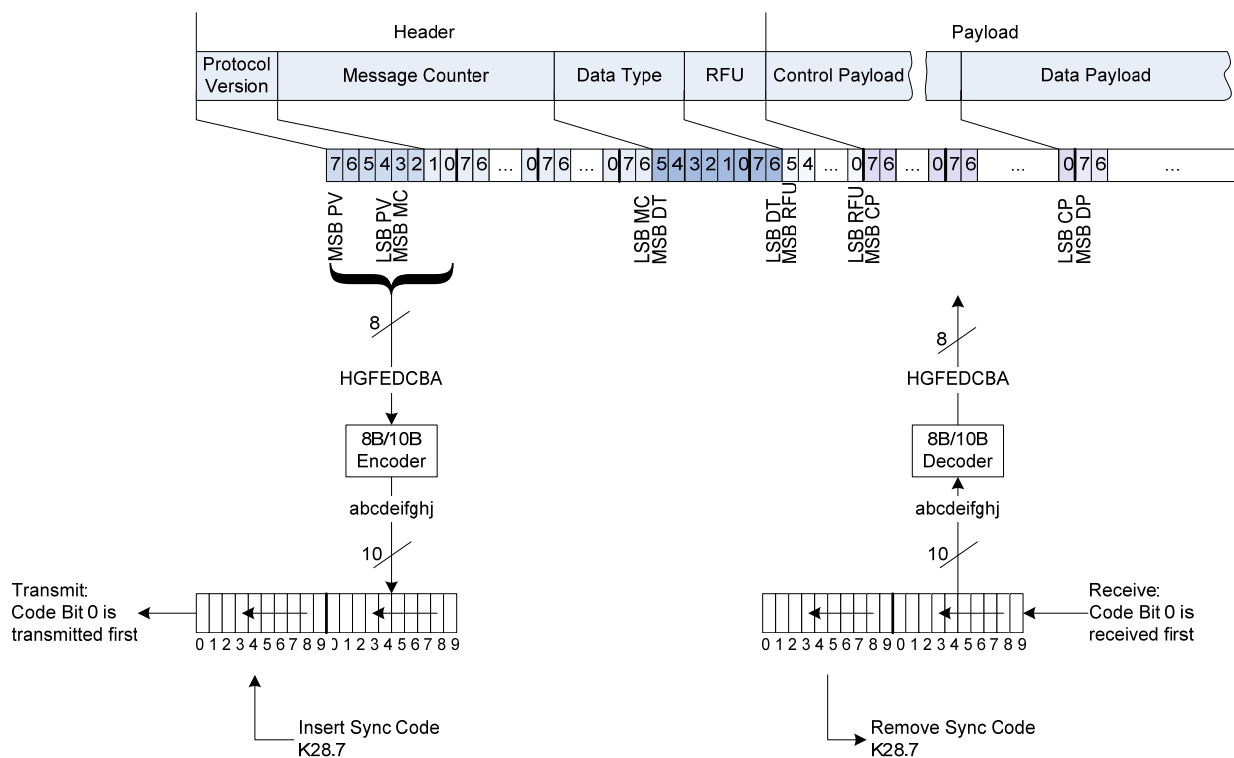 Header Payload
Protocol Version Message Counter Data Type RFU Control Payload Data Payload
7 6 5 4 3 2 1 0 7 6 ... 0 7 6 ... 0 7 6 5 4 3 2 1 0 7 6 5 4 ... 0 7 6 ... 0 7 6 ... 0 7 6 ...
MSB PV
LSB PV
MSB MC
LSB MC
MSB DT
LSB DT
MSB RFU
LSB RFU
MSB CP
LSB CP
MSB DP
8 8
HGFEDCBA HGFEDCBA
8B/10B
Encoder
8B/10B
Decoder
abcdeifghj abcdeifghj
10 10
Transmit:
Code Bit 0 is
transmitted first
Receive:
Code Bit 0 is
received first
0 1 2 3 4 5 6 7 8 9 0 1 2 3 4 5 6 7 8 9
0 1 2 3 4 5 6 7 8 9 0 1 2 3 4 5 6 7 8 9
Insert Sync Code
K28.7
Remove Sync Code
K28.7